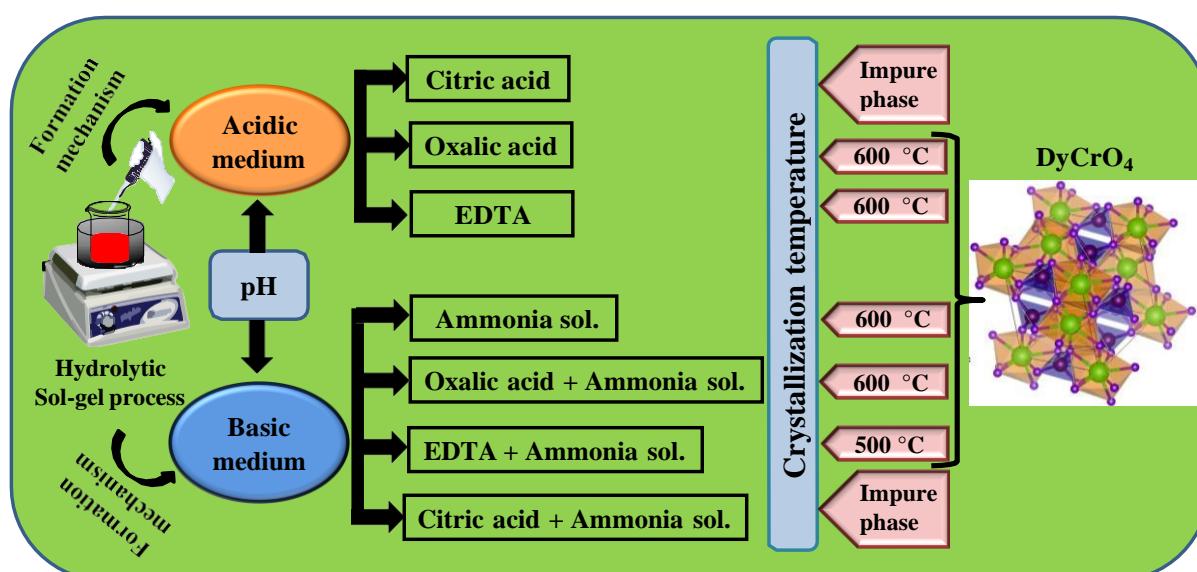 Formation
mechanism
Acidic
medium
Citric acid
Oxalic acid
EDTA
pH
Hydrolytic
Sol-gel process
Formation
mechanism
Basic
medium
Ammonia sol.
Oxalic acid + Ammonia sol.
EDTA + Ammonia sol.
Citric acid + Ammonia sol.
Crystallization temperature
Impure
phase
600 °C
600 °C
600 °C
600 °C
500 °C
Impure
phase
DyCrO₄